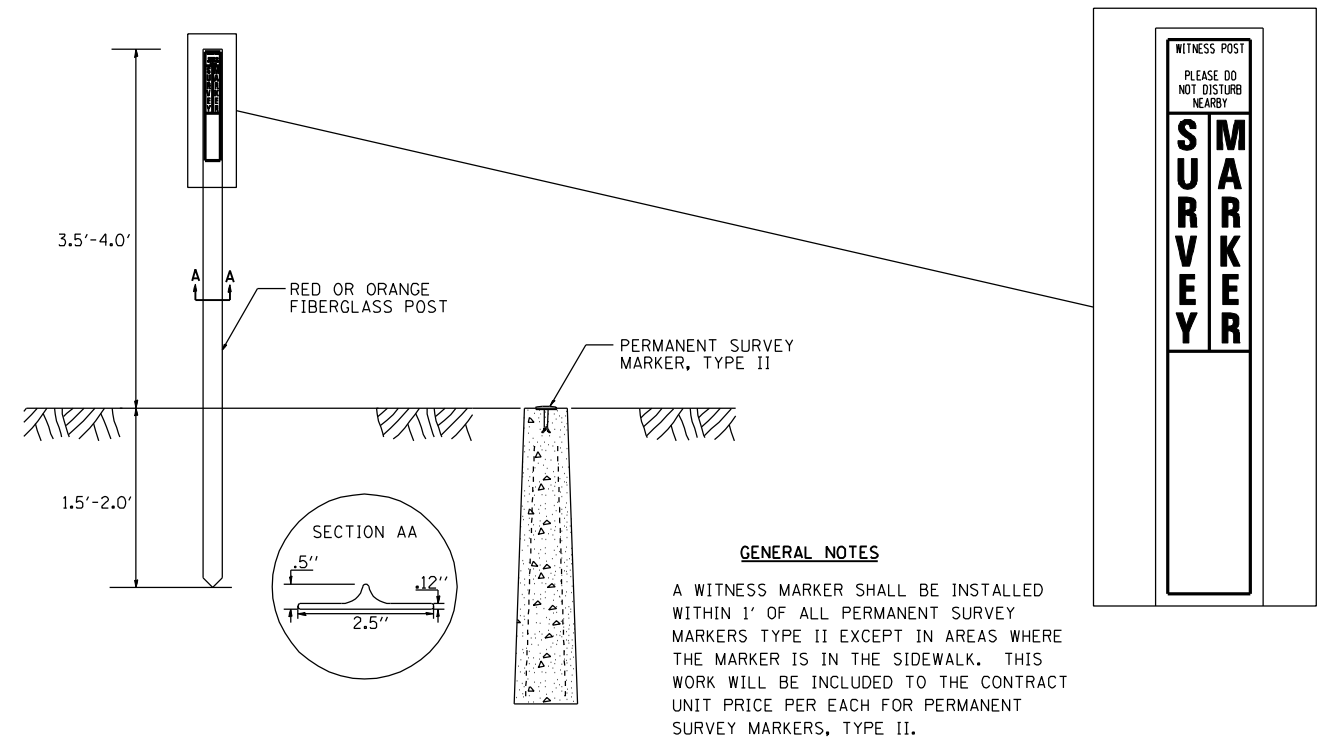 WITNESS POST
PLEASE DO
NOT DISTURB
NEARBY
SURVEY
MARKER
3.5'-4.0'
A A
RED OR ORANGE
FIBERGLASS POST
PERMANENT SURVEY
MARKER, TYPE II
1.5'-2.0'
SECTION AA
.5''
.12''
2.5''
GENERAL NOTES
A WITNESS MARKER SHALL BE INSTALLED
WITHIN 1' OF ALL PERMANENT SURVEY
MARKERS TYPE II EXCEPT IN AREAS WHERE
THE MARKER IS IN THE SIDEWALK. THIS
WORK WILL BE INCLUDED TO THE CONTRACT
UNIT PRICE PER EACH FOR PERMANENT
SURVEY MARKERS, TYPE II.